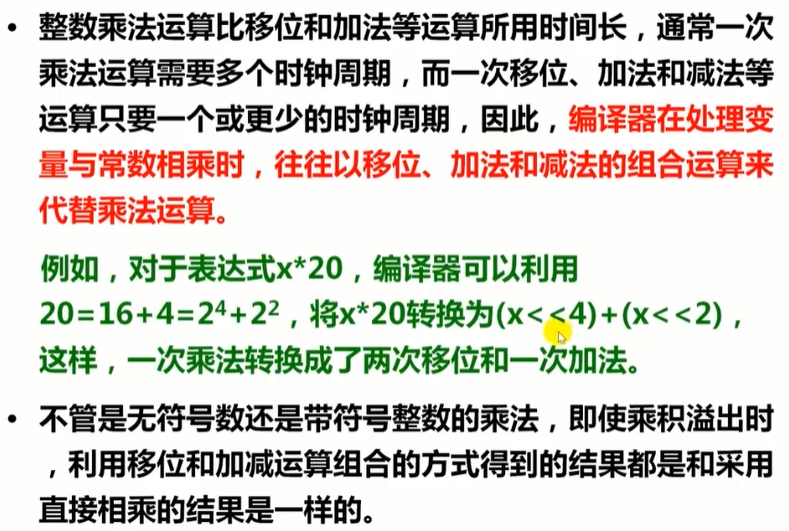 • 整数乘法运算比移位和加法等运算所用时间长，通常一次
乘法运算需要多个时钟周期，而一次移位、加法和减法等
运算只要一个或更少的时钟周期，因此，编译器在处理变
量与常数相乘时，往往以移位、加法和减法的组合运算来
代替乘法运算。
例如，对于表达式x*20，编译器可以利用
20=16+4=2⁴+2²，将x*20转换为(x<<4)+(x<<2)，
这样，一次乘法转换成了两次移位和一次加法。
• 不管是无符号数还是带符号整数的乘法，即使乘积溢出时
，利用移位和加减运算组合的方式得到的结果都是和采用
直接相乘的结果是一样的。